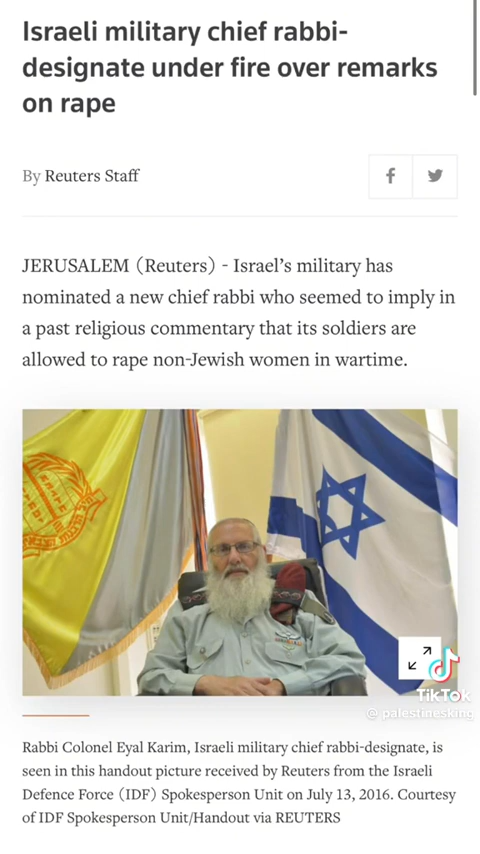 Israeli military chief rabbi-
designate under fire over remarks
on rape
By Reuters Staff
JERUSALEM (Reuters) - Israel’s military has
nominated a new chief rabbi who seemed to imply in
a past religious commentary that its soldiers are
allowed to rape non-Jewish women in wartime.
TikTok
@ palestinesking
Rabbi Colonel Eyal Karim, Israeli military chief rabbi-designate, is
seen in this handout picture received by Reuters from the Israeli
Defence Force (IDF) Spokesperson Unit on July 13, 2016. Courtesy
of IDF Spokesperson Unit/Handout via REUTERS